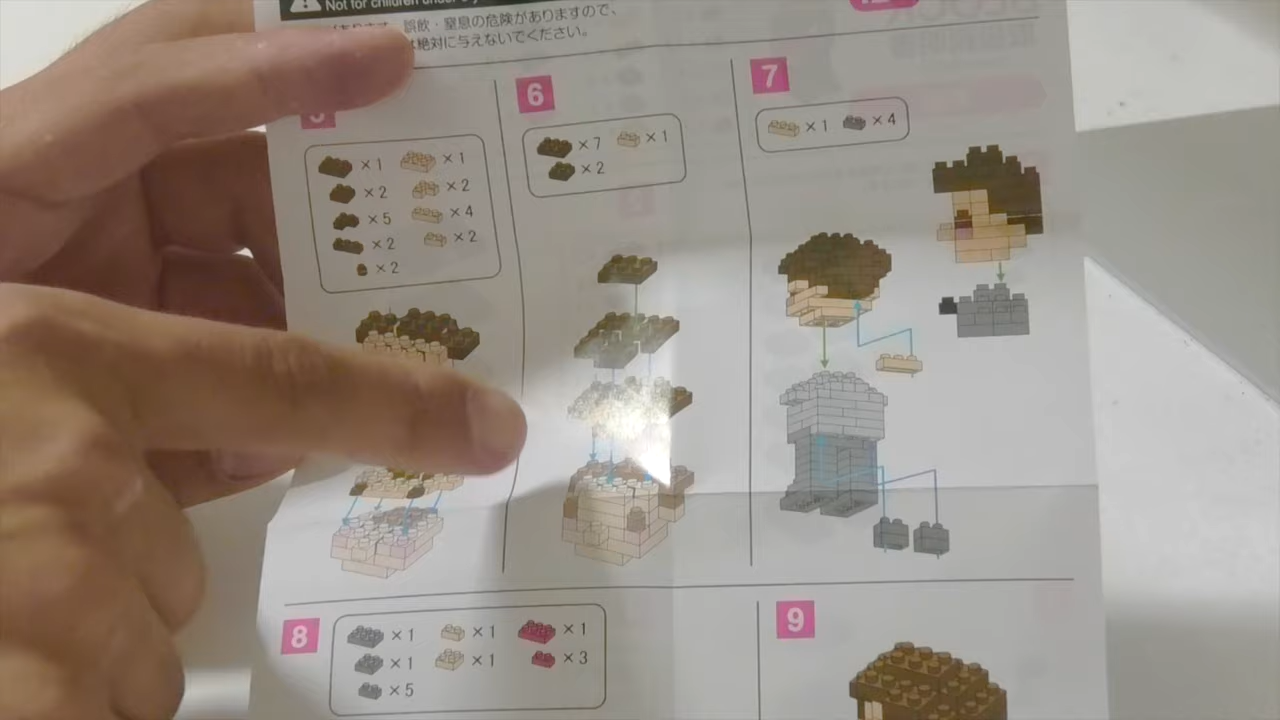 Not for children under
誤飲・窒息の危険がありますので、
は絶対に与えないでください。
5
×1 ×1
×2 ×2
×5 ×4
×2 ×2
×2
6
×7 ×1
×2
7
×1 ×4
8
×1 ×1 ×1
×1 ×1 ×3
×5
9